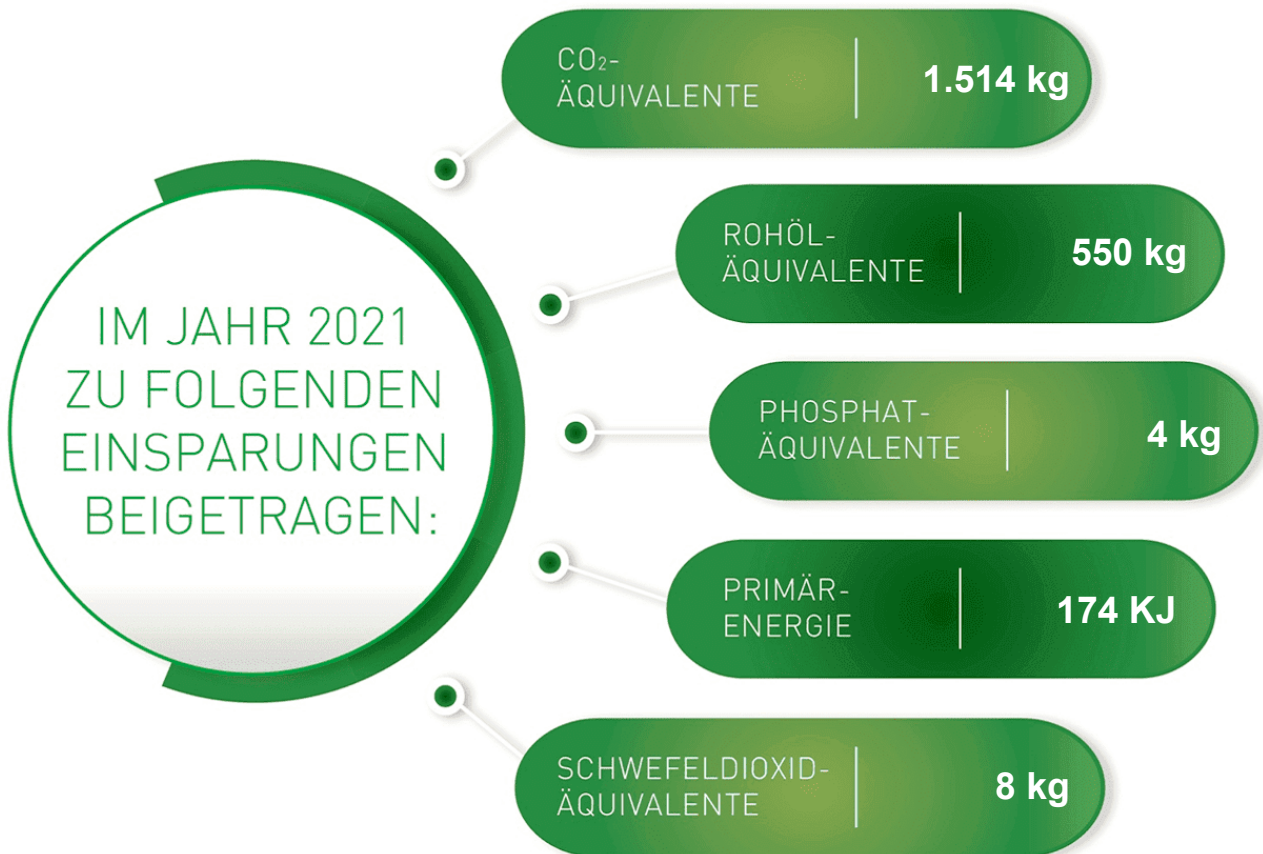 IM JAHR 2021
ZU FOLGENDEN
EINSPARUNGEN
BEIGETRAGEN:
CO₂-
ÄQUIVALENTE
1.514 kg
ROHÖL-
ÄQUIVALENTE
550 kg
PHOSPHAT-
ÄQUIVALENTE
4 kg
PRIMÄR-
ENERGIE
174 KJ
SCHWEFELDIOXID-
ÄQUIVALENTE
8 kg